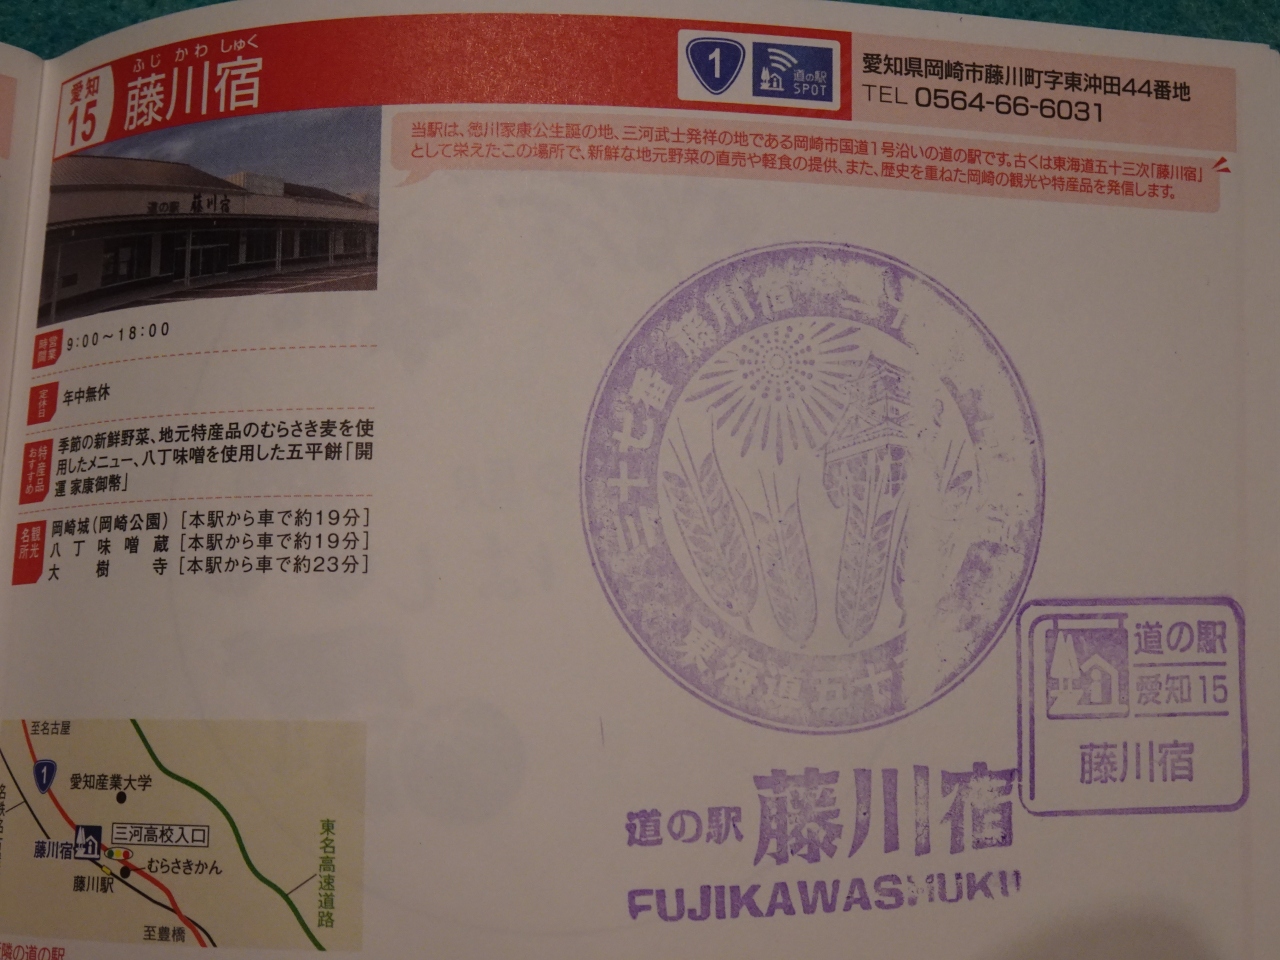 愛知
15
ふじかわしゅく
藤川宿
1
道の駅
SPOT
愛知県岡崎市藤川町字東沖田44番地
TEL 0564-66-6031
当駅は、徳川家康公生誕の地、三河武士発祥の地である岡崎市国道1号沿いの道の駅です。古くは東海道五十三次「藤川宿」
として栄えたこの場所で、新鮮な地元野菜の直売や軽食の提供、また、歴史を重ねた岡崎の観光や特産品を発信します。
道の駅 藤川宿
営業時間
9:00～18:00
定休日
年中無休
特産品おすすめ
季節の新鮮野菜、地元特産品のむらさき麦を使
用したメニュー、八丁味噌を使用した五平餅「開
運 家康御幣」
観光名所
岡崎城(岡崎公園) [本駅から車で約19分]
八丁味噌蔵 [本駅から車で約19分]
大樹寺 [本駅から車で約23分]
三十七番 藤川宿
東海道五十
道の駅
愛知15
藤川宿
道の駅 藤川宿
FUJIKAWASHUKU
至名古屋
1
愛知産業大学
三河高校入口
藤川宿
むらさきかん
藤川駅
東名高速道路
至豊橋
隣の道の駅